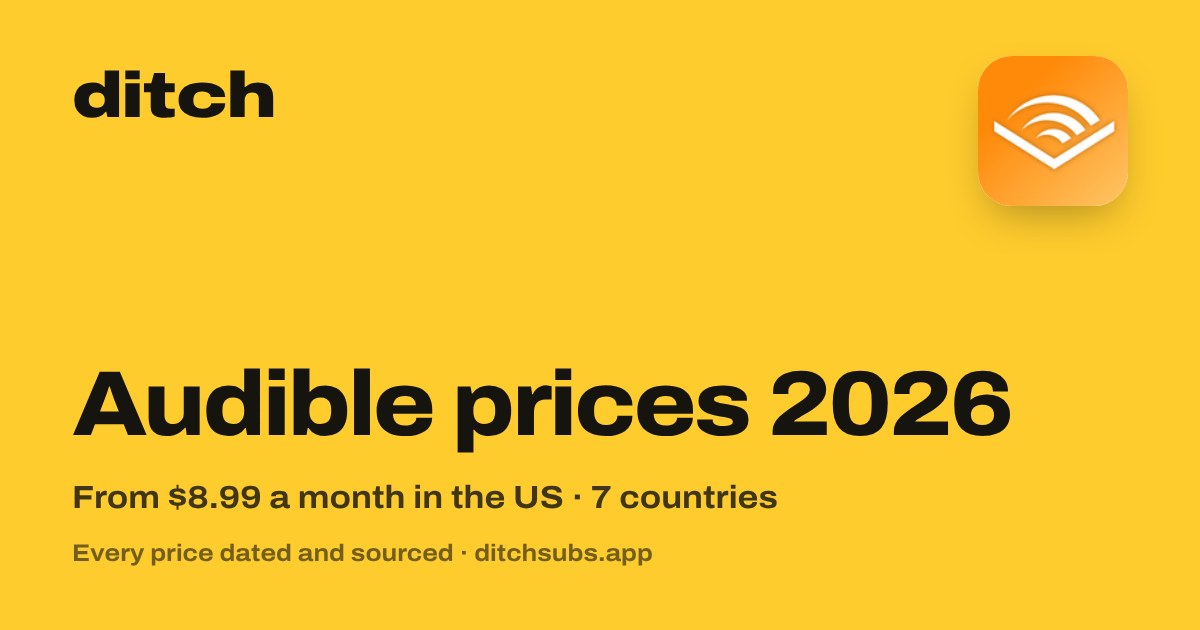 ditch
Audible prices 2026
From $8.99 a month in the US · 7 countries
Every price dated and sourced · ditchsubs.app